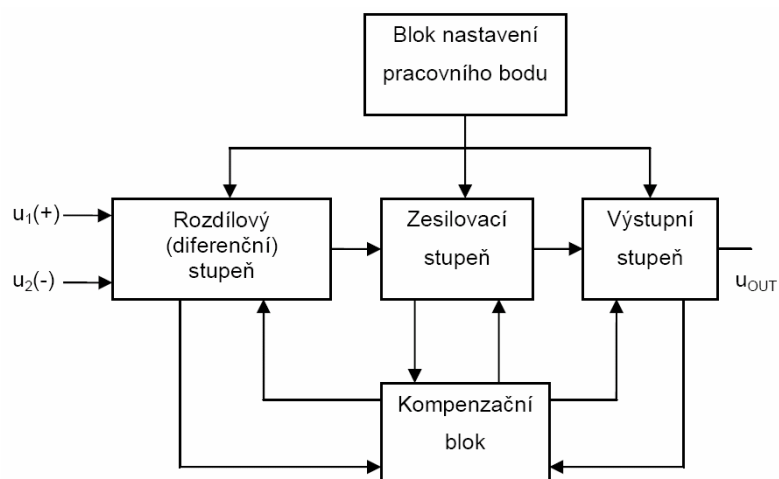 Blok nastavení
pracovního bodu
u1(+)
u2(-)
Rozdílový
(diferenční)
stupeň
Zesilovací
stupeň
Výstupní
stupeň
uOUT
Kompenzační
blok